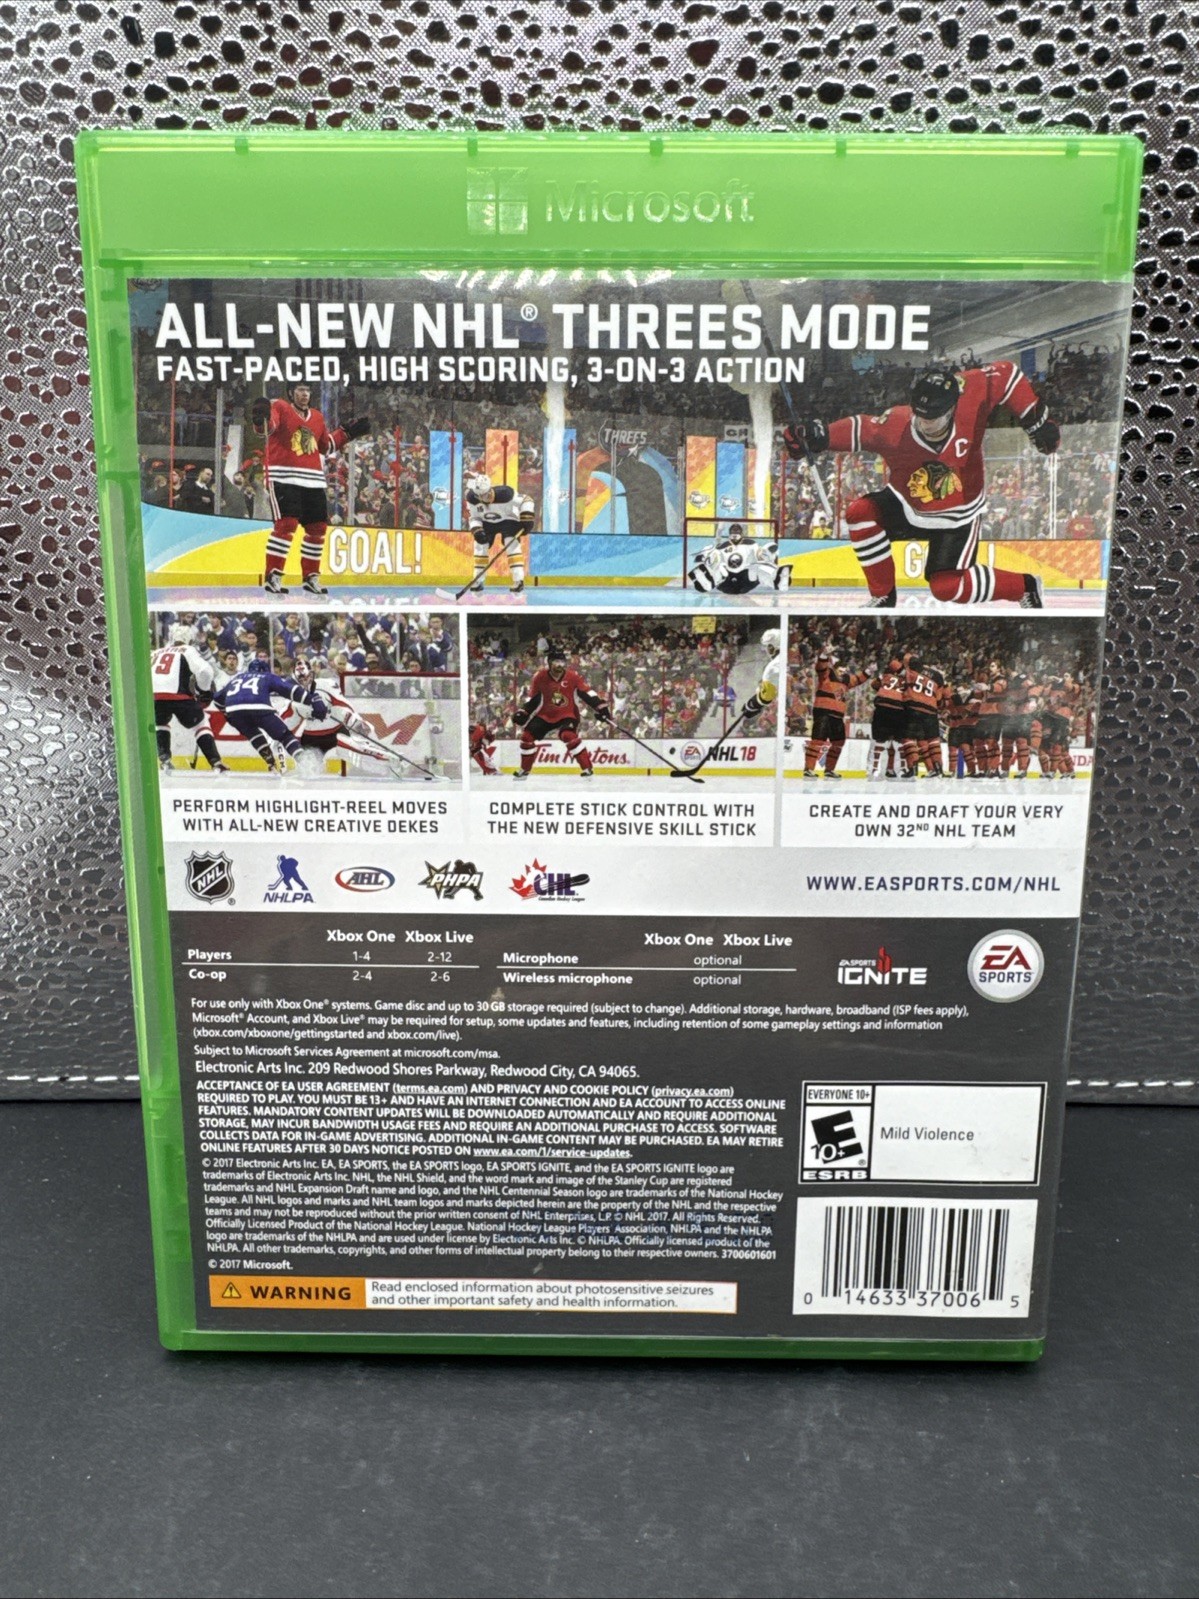 Microsoft
ALL-NEW NHL® THREES MODE
FAST-PACED, HIGH SCORING, 3-ON-3 ACTION
THREES
GOAL!
C
9
34
C
Tim Hortons.
EA SPORTS NHL 18
59
PERFORM HIGHLIGHT-REEL MOVES
WITH ALL-NEW CREATIVE DEKES
COMPLETE STICK CONTROL WITH
THE NEW DEFENSIVE SKILL STICK
CREATE AND DRAFT YOUR VERY
OWN 32ND NHL TEAM
NHL ®
NHLPA
AHL
PHPA
CHL
Canadian Hockey League
WWW.EASPORTS.COM/NHL
Xbox One Xbox Live
Players 1-4 2-12
Co-op 2-4 2-6
Xbox One Xbox Live
Microphone optional
Wireless microphone optional
EA SPORTS
IGNITE
EA
SPORTS™
For use only with Xbox One® systems. Game disc and up to 30 GB storage required (subject to change). Additional storage, hardware, broadband (ISP fees apply),
Microsoft® Account, and Xbox Live® may be required for setup, some updates and features, including retention of some gameplay settings and information
(xbox.com/xboxone/gettingstarted and xbox.com/live).
Subject to Microsoft Services Agreement at microsoft.com/msa.
Electronic Arts Inc. 209 Redwood Shores Parkway, Redwood City, CA 94065.
ACCEPTANCE OF EA USER AGREEMENT (terms.ea.com) AND PRIVACY AND COOKIE POLICY (privacy.ea.com)
REQUIRED TO PLAY. YOU MUST BE 13+ AND HAVE AN INTERNET CONNECTION AND EA ACCOUNT TO ACCESS ONLINE
FEATURES. MANDATORY CONTENT UPDATES WILL BE DOWNLOADED AUTOMATICALLY AND REQUIRE ADDITIONAL
STORAGE, MAY INCUR BANDWIDTH USAGE FEES AND REQUIRE AN ADDITIONAL PURCHASE TO ACCESS. SOFTWARE
COLLECTS DATA FOR IN-GAME ADVERTISING. ADDITIONAL IN-GAME CONTENT MAY BE PURCHASED. EA MAY RETIRE
ONLINE FEATURES AFTER 30 DAYS NOTICE POSTED ON www.ea.com/1/service-updates.
© 2017 Electronic Arts Inc. EA, EA SPORTS, the EA SPORTS logo, EA SPORTS IGNITE, and the EA SPORTS IGNITE logo are
trademarks of Electronic Arts Inc. NHL, the NHL Shield, and the word mark and image of the Stanley Cup are registered
trademarks and NHL Expansion Draft name and logo, and the NHL Centennial Season logo are trademarks of the National Hockey
League. All NHL logos and marks and NHL team logos and marks depicted herein are the property of the NHL and the respective
teams and may not be reproduced without the prior written consent of NHL Enterprises, L.P. © NHL 2017. All Rights Reserved.
Officially Licensed Product of the National Hockey League. National Hockey League Players' Association, NHLPA and the NHLPA
logo are trademarks of the NHLPA and are used under license by Electronic Arts Inc. © NHLPA. Officially licensed product of the
NHLPA. All other trademarks, copyrights, and other forms of intellectual property belong to their respective owners. 3700601601
© 2017 Microsoft.
WARNING
Read enclosed information about photosensitive seizures
and other important safety and health information.
EVERYONE 10+
E 10+
ESRB
Mild Violence
0 14633 37006 5